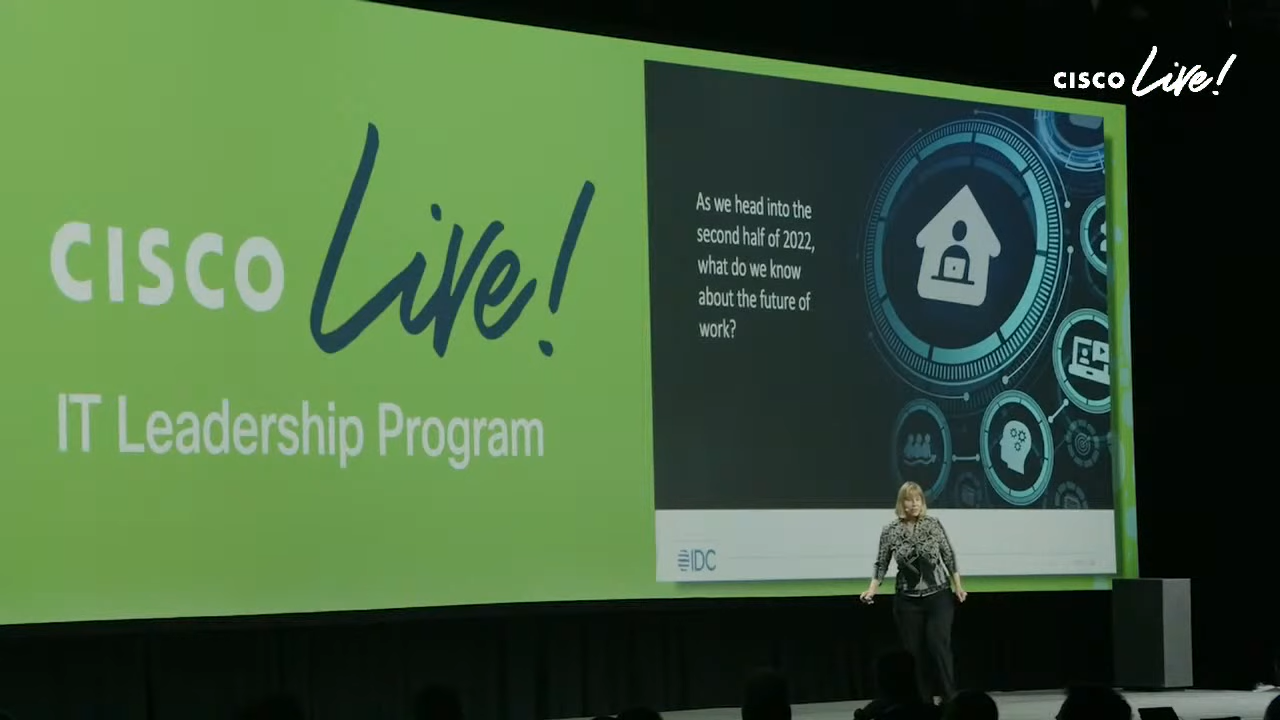 CISCO Live!
CISCO Live!
IT Leadership Program
As we head into the
second half of 2022,
what do we know
about the future of
work?
IDC